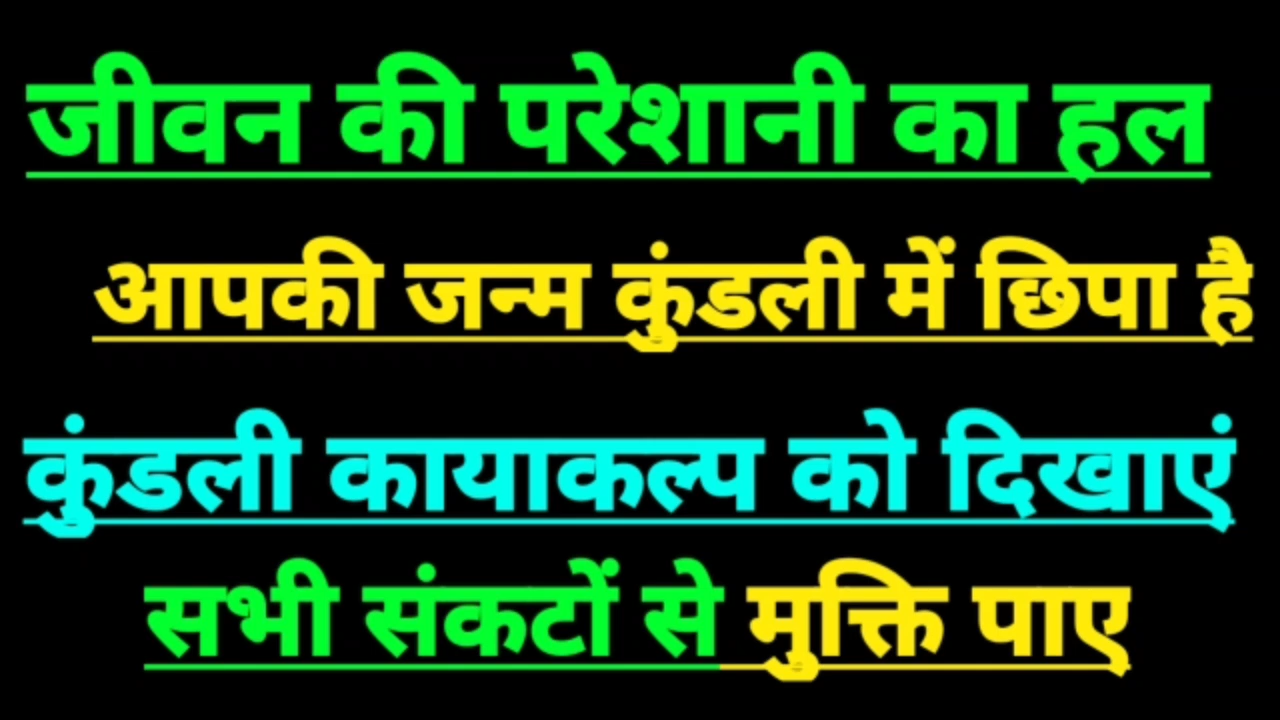 जीवन की परेशानी का हल
आपकी जन्म कुंडली में छिपा है
कुंडली कायाकल्प को दिखाएं
सभी संकटों से मुक्ति पाए